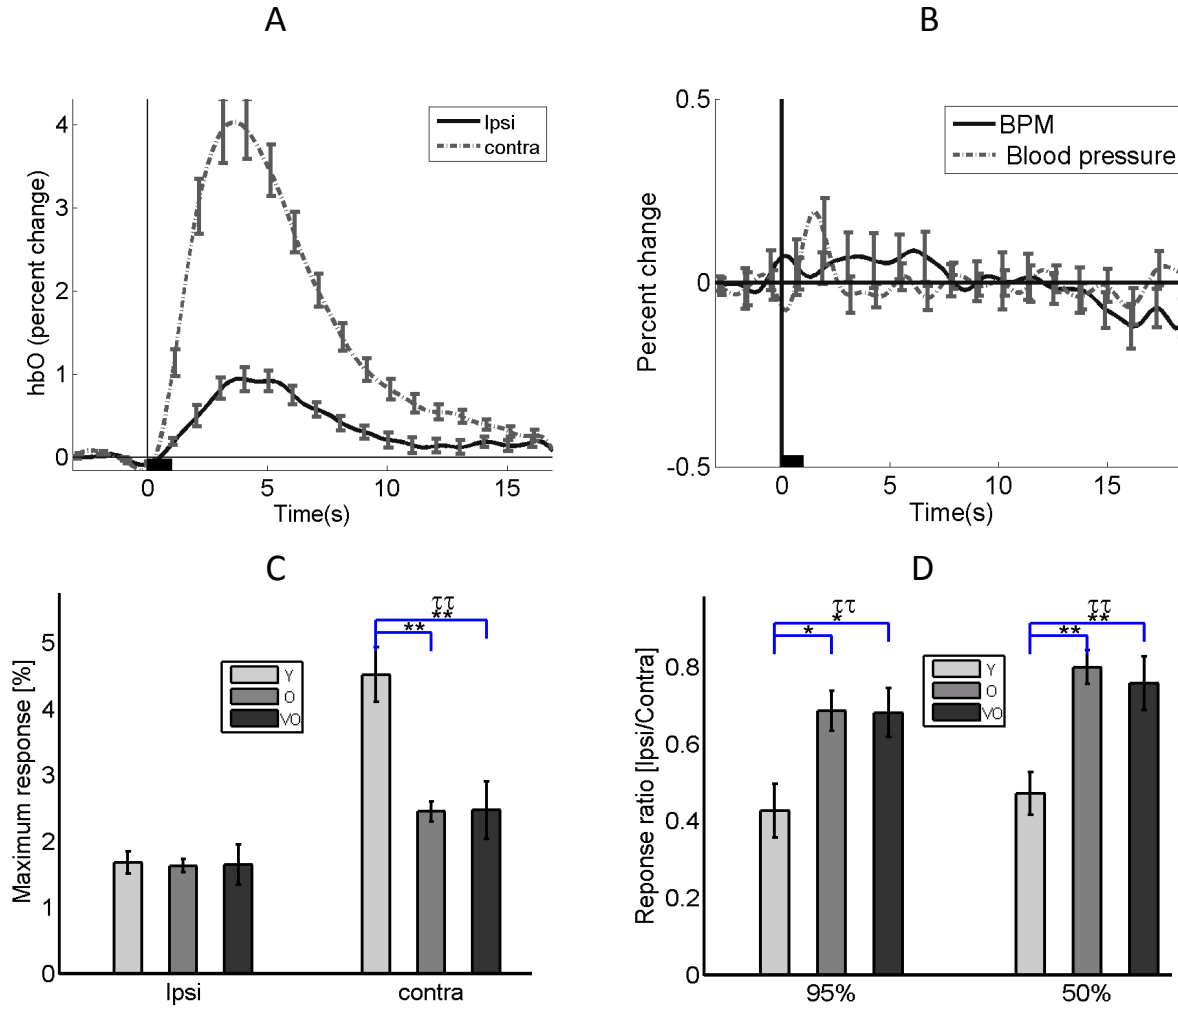 A
B
4
3
2
1
0
hbO (percent change)
Ipsi
contra
0
5
10
15
Time(s)
0.5
0
-0.5
Percent change
BPM
Blood pressure
0
5
10
15
Time(s)
C
D
5
4
3
2
1
0
Maximum response [%]
Y
O
VO
ττ
**
**
Ipsi
contra
0.8
0.6
0.4
0.2
0
Reponse ratio [Ipsi/Contra]
ττ
*
*
Y
O
VO
ττ
**
**
95%
50%